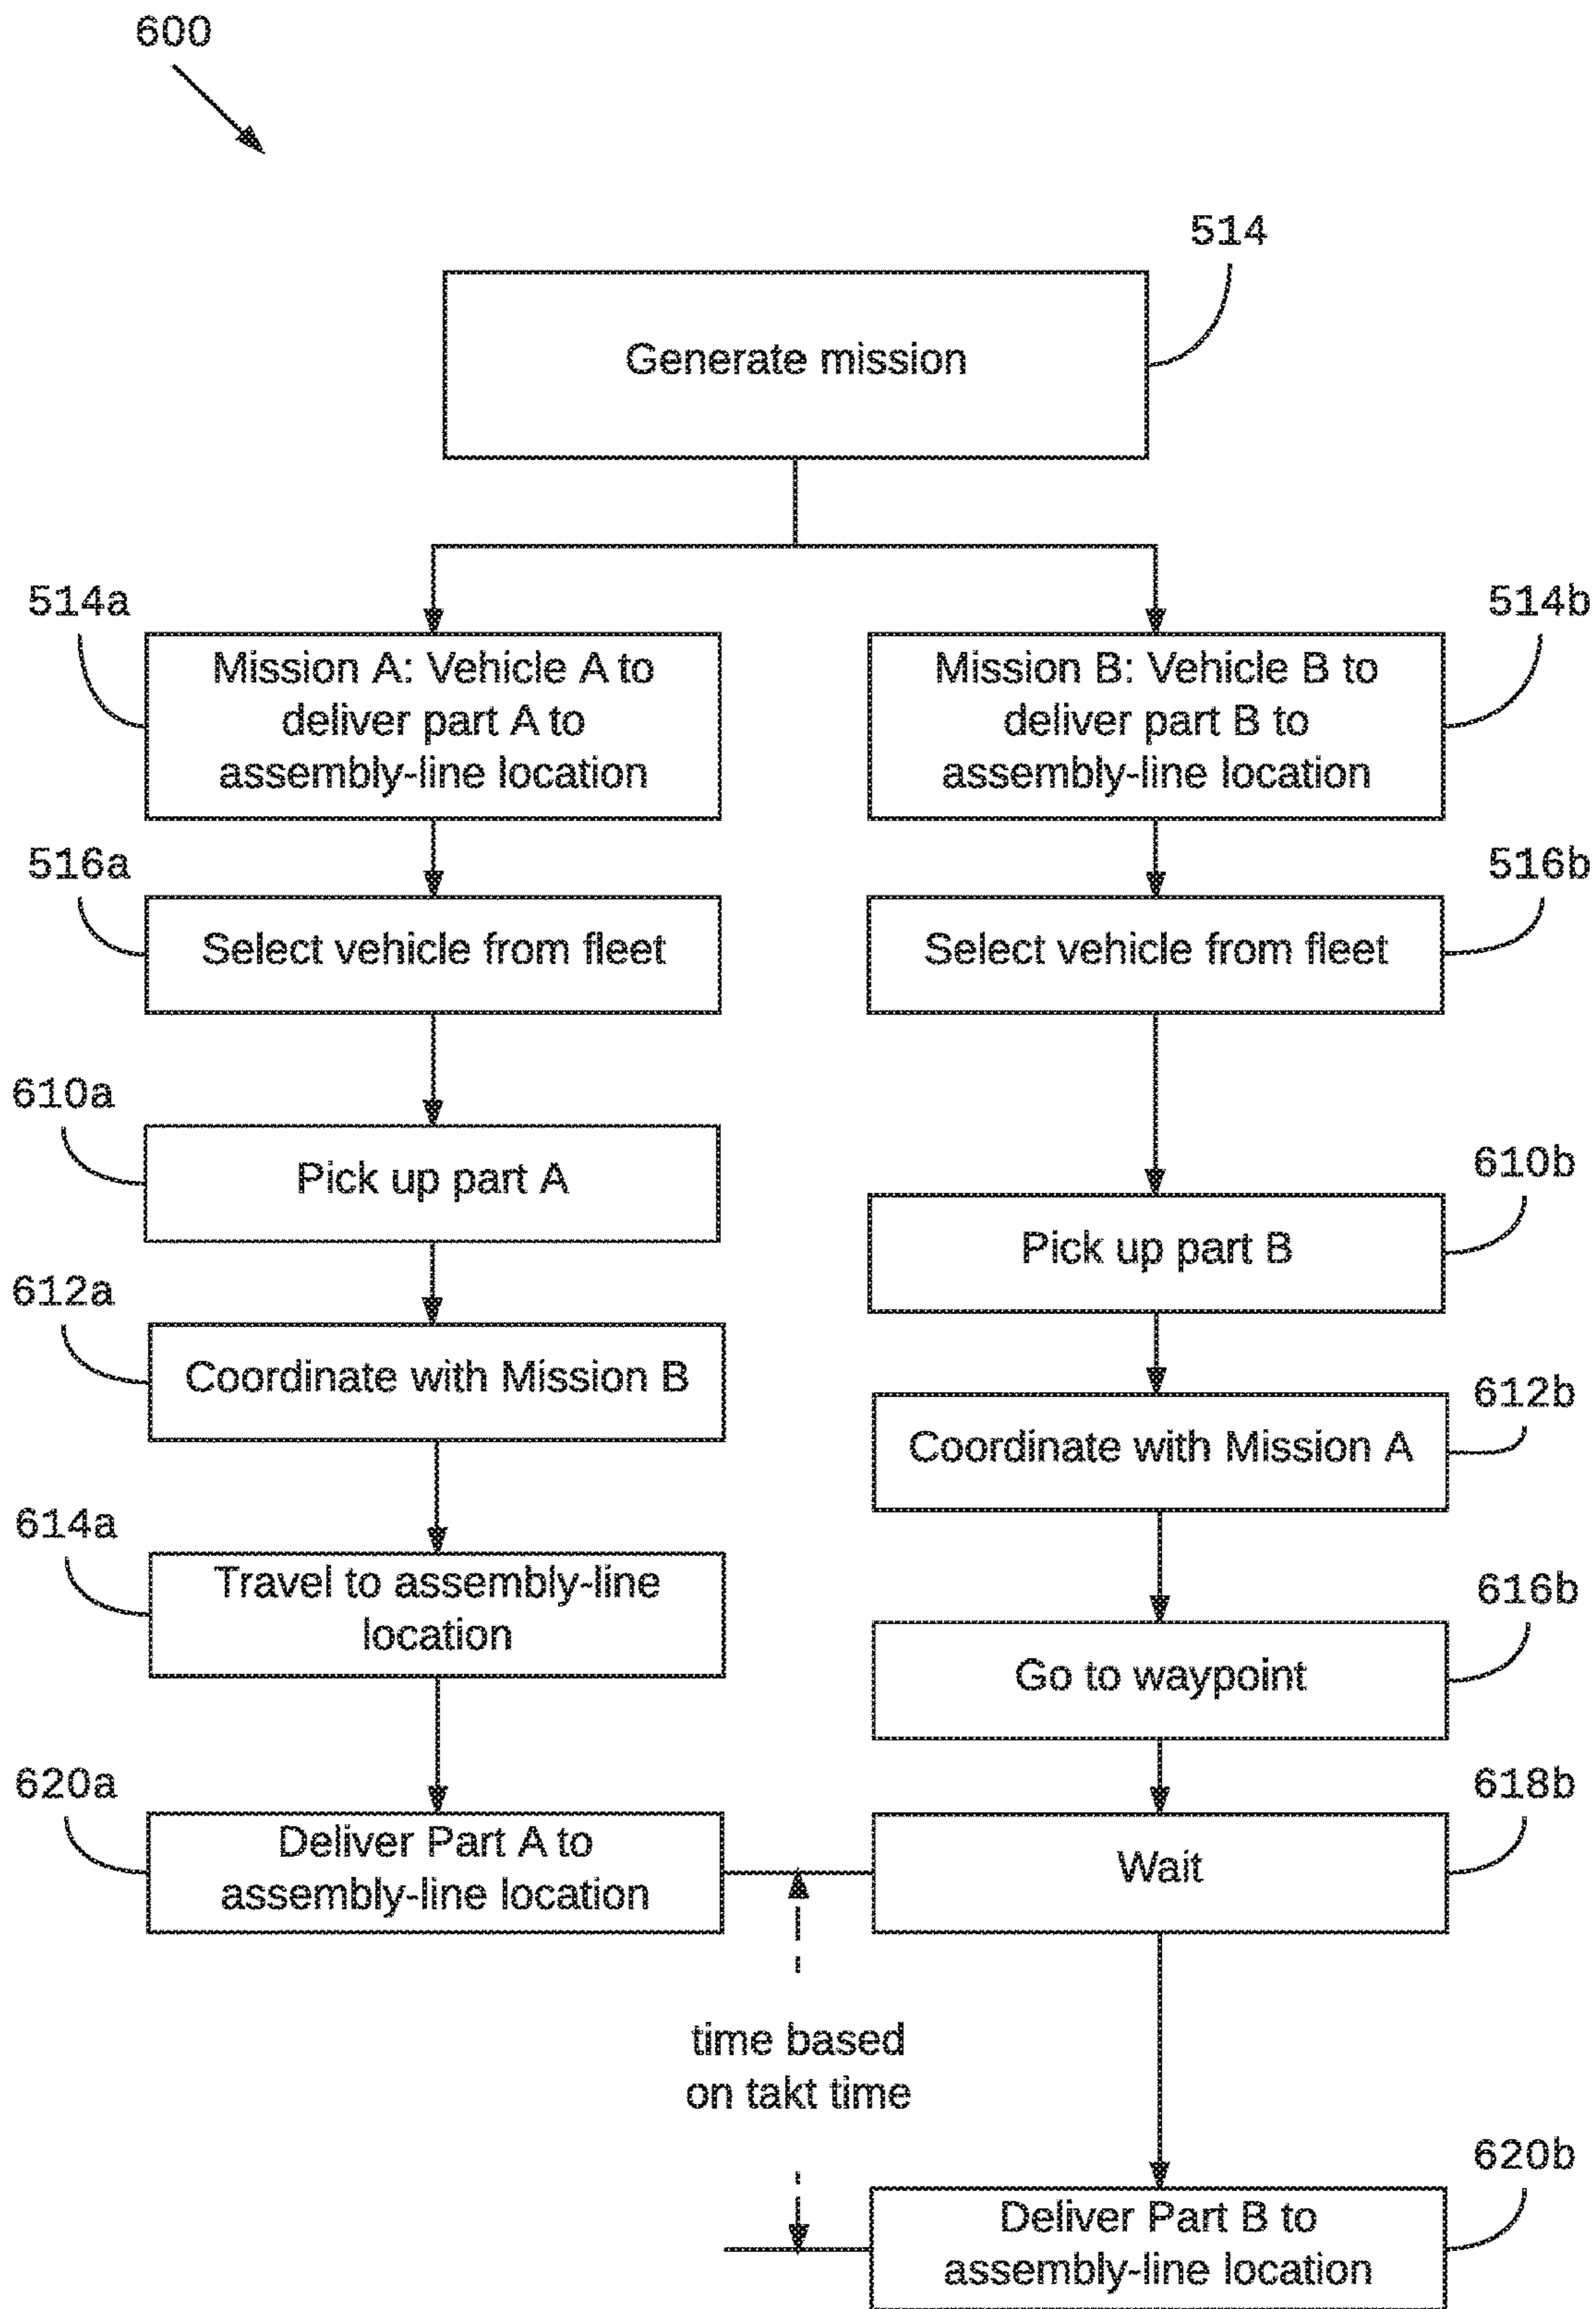 600
514
Generate mission
514a
514b
Mission A: Vehicle A to
deliver part A to
assembly-line location
Mission B: Vehicle B to
deliver part B to
assembly-line location
516a
516b
Select vehicle from fleet
Select vehicle from fleet
610a
Pick up part A
610b
Pick up part B
612a
Coordinate with Mission B
612b
Coordinate with Mission A
614a
Travel to assembly-line
location
616b
Go to waypoint
620a
Deliver Part A to
assembly-line location
618b
Wait
time based
on takt time
620b
Deliver Part B to
assembly-line location